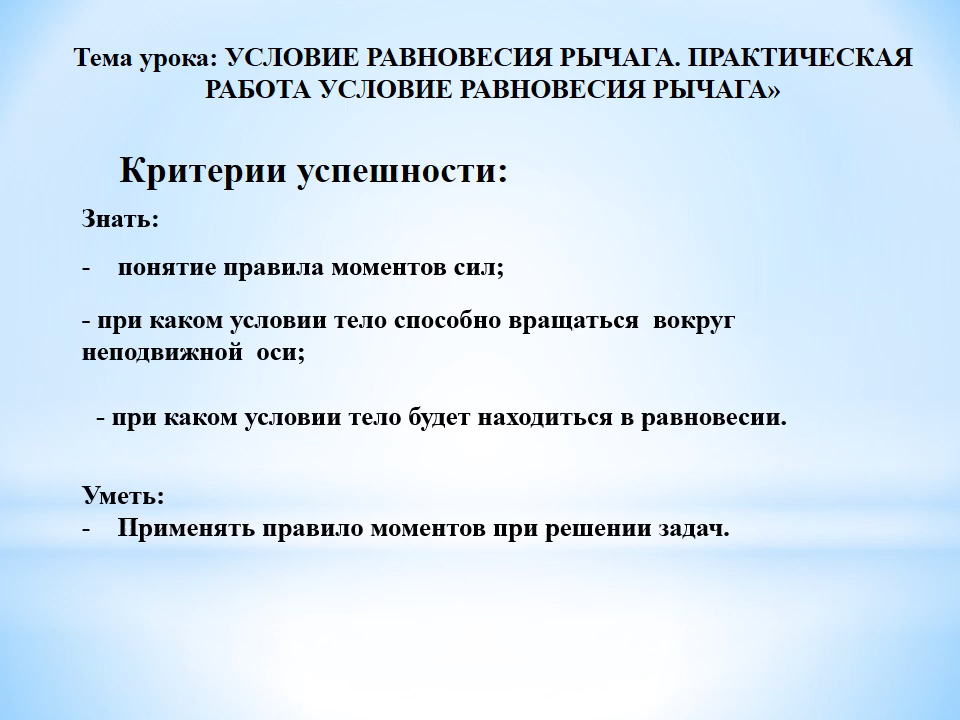 Тема урока: УСЛОВИЕ РАВНОВЕСИЯ РЫЧАГА. ПРАКТИЧЕСКАЯ
РАБОТА УСЛОВИЕ РАВНОВЕСИЯ РЫЧАГА»
Критерии успешности:
Знать:
- понятие правила моментов сил;
- при каком условии тело способно вращаться вокруг
неподвижной оси;
- при каком условии тело будет находиться в равновесии.
Уметь:
- Применять правило моментов при решении задач.